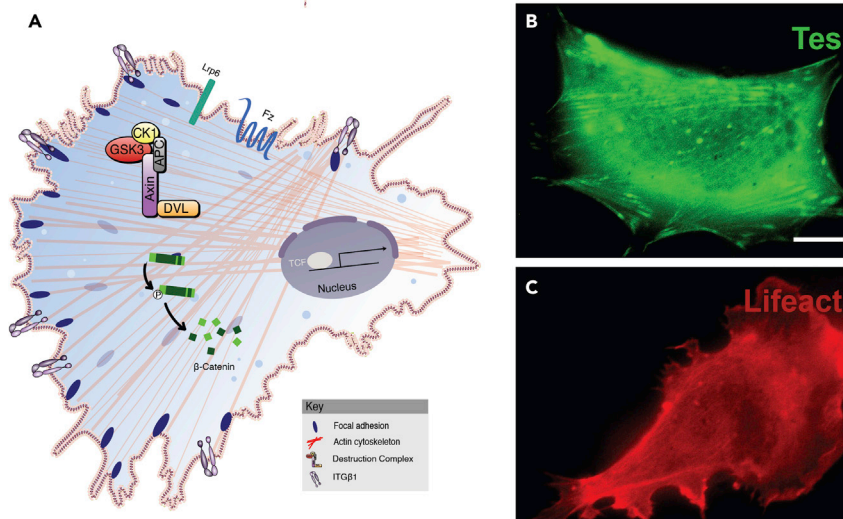 A
Lrp6
Fz
CK1
GSK3
APC
Axin
DVL
P
β-Catenin
TCF
Nucleus
Key
Focal adhesion
Actin cytoskeleton
Destruction Complex
ITGβ1
B
Tes
C
Lifeact